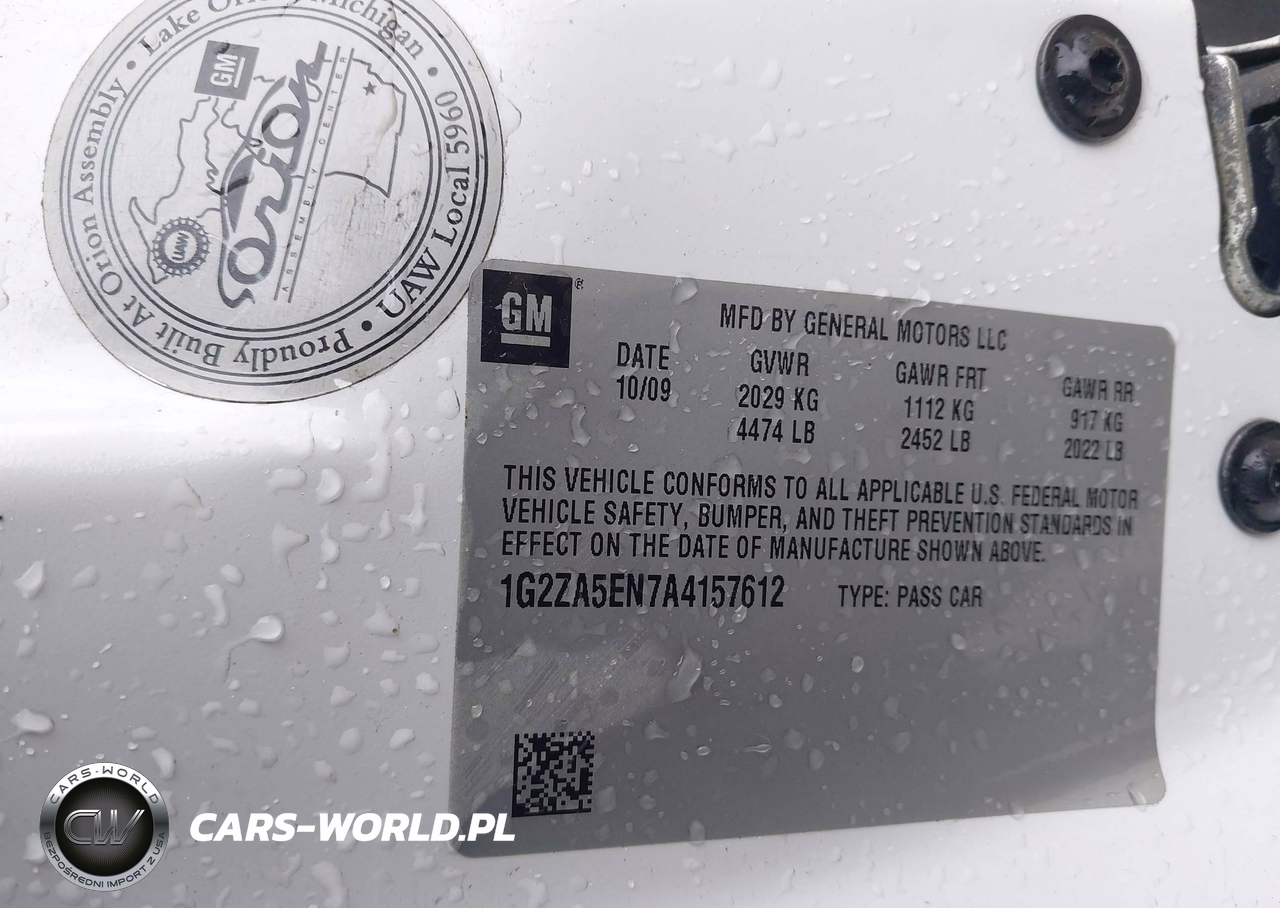 Proudly Built At Orion Assembly • Lake Orion, Michigan • UAW Local 5960 •
GM
orion
ASSEMBLY CENTER
UAW
GM®
MFD BY GENERAL MOTORS LLC
DATE GVWR GAWR FRT GAWR RR
10/09 2029 KG 1112 KG 917 KG
4474 LB 2452 LB 2022 LB
THIS VEHICLE CONFORMS TO ALL APPLICABLE U.S. FEDERAL MOTOR
VEHICLE SAFETY, BUMPER, AND THEFT PREVENTION STANDARDS IN
EFFECT ON THE DATE OF MANUFACTURE SHOWN ABOVE.
1G2ZA5EN7A4157612 TYPE: PASS CAR
CARS-WORLD
CW
BEZPOŚREDNI IMPORT Z USA
CARS-WORLD.PL